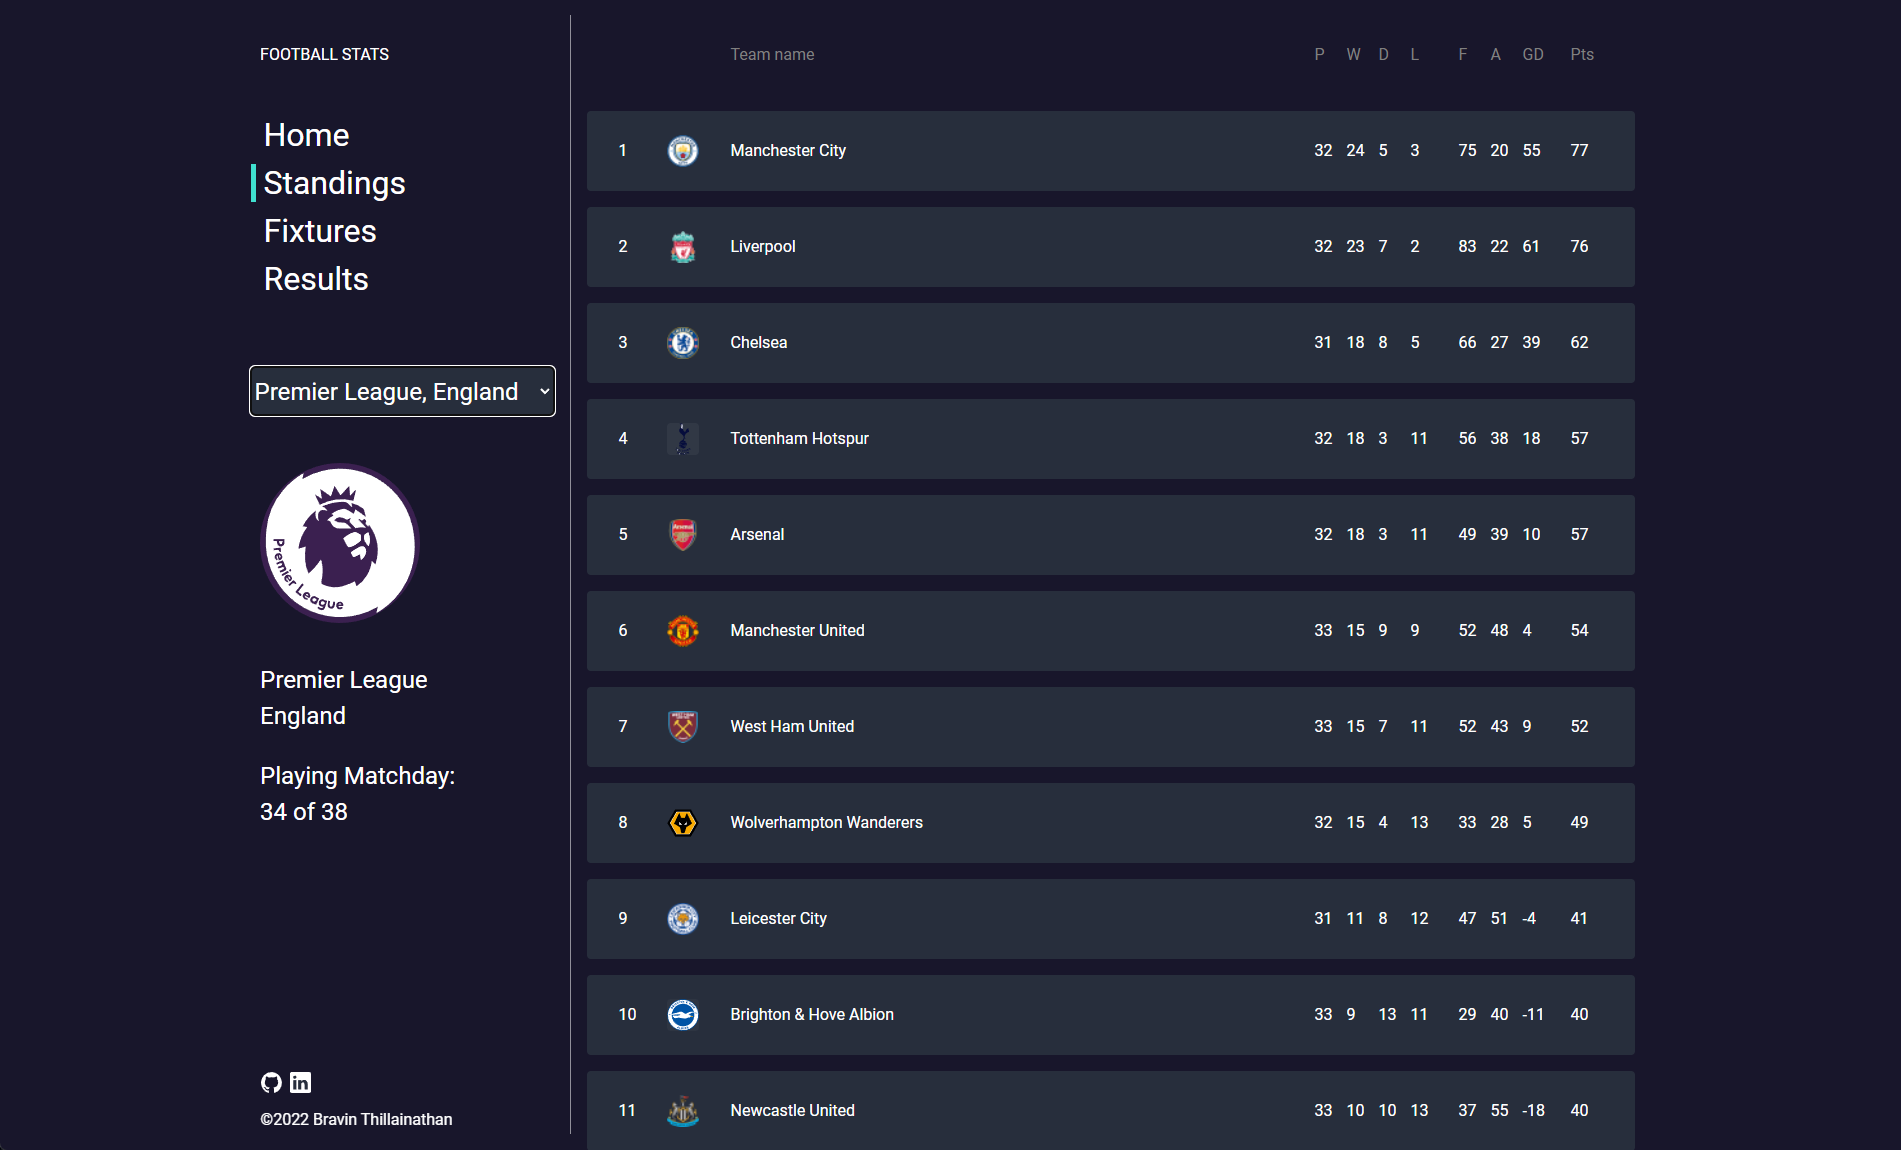 FOOTBALL STATS
Home
Standings
Fixtures
Results
Premier League, England
Premier League
Premier League
England
Playing Matchday:
34 of 38
©2022 Bravin Thillainathan
Team name P W D L F A GD Pts
1 Manchester City 32 24 5 3 75 20 55 77
2 Liverpool 32 23 7 2 83 22 61 76
3 Chelsea 31 18 8 5 66 27 39 62
4 Tottenham Hotspur 32 18 3 11 56 38 18 57
5 Arsenal 32 18 3 11 49 39 10 57
6 Manchester United 33 15 9 9 52 48 4 54
7 West Ham United 33 15 7 11 52 43 9 52
8 Wolverhampton Wanderers 32 15 4 13 33 28 5 49
9 Leicester City 31 11 8 12 47 51 -4 41
10 Brighton & Hove Albion 33 9 13 11 29 40 -11 40
11 Newcastle United 33 10 10 13 37 55 -18 40